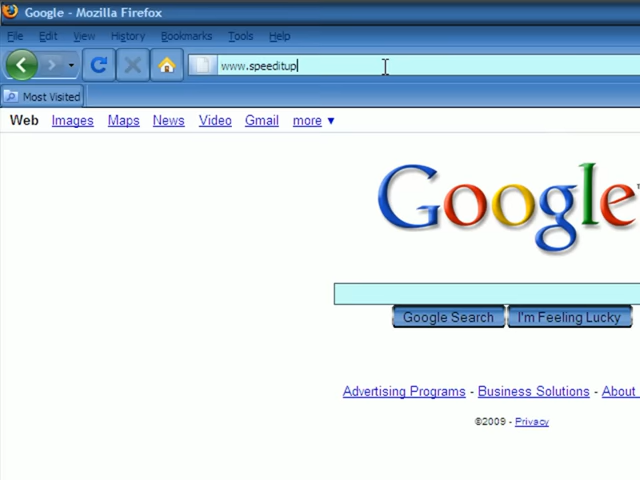 Google - Mozilla Firefox
File Edit View History Bookmarks Tools Help
www.speeditup
Most Visited
Web Images Maps News Video Gmail more ▼
Google
Google Search I'm Feeling Lucky
Advertising Programs - Business Solutions - About
©2009 - Privacy